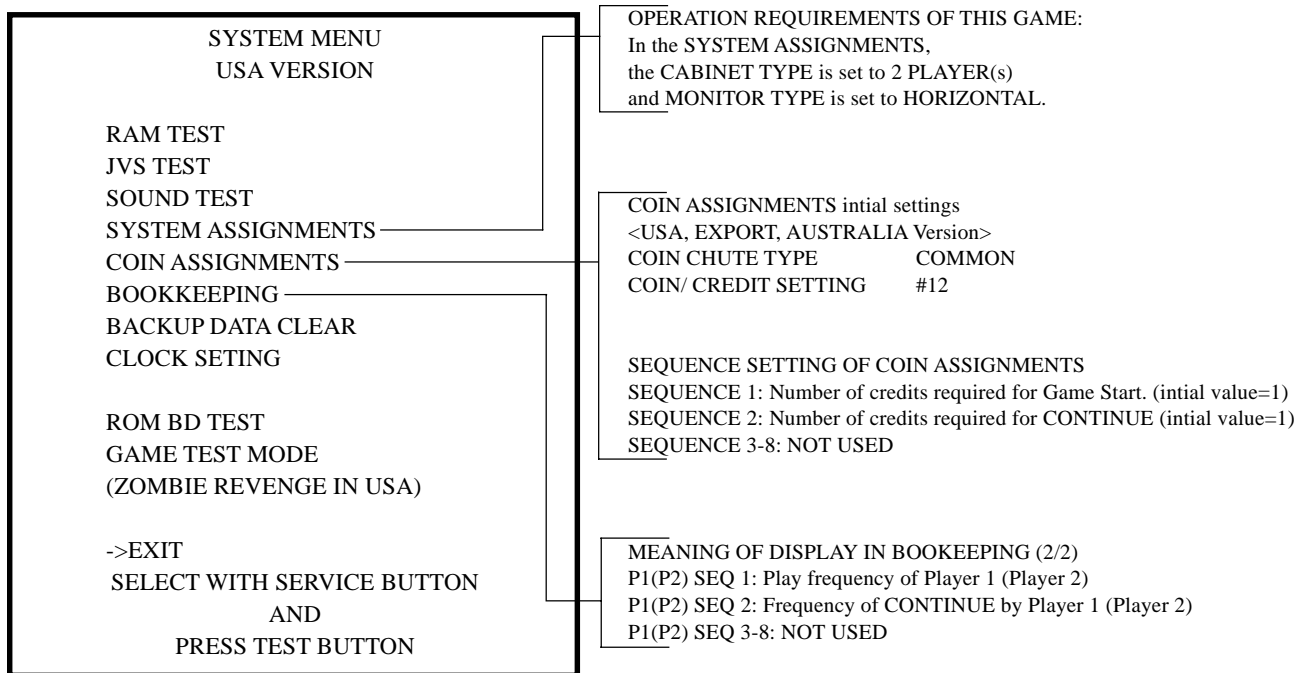 SYSTEM MENU
USA VERSION
RAM TEST
JVS TEST
SOUND TEST
SYSTEM ASSIGNMENTS
COIN ASSIGNMENTS
BOOKKEEPING
BACKUP DATA CLEAR
CLOCK SETING
ROM BD TEST
GAME TEST MODE
(ZOMBIE REVENGE IN USA)
->EXIT
SELECT WITH SERVICE BUTTON
AND
PRESS TEST BUTTON
OPERATION REQUIREMENTS OF THIS GAME:
In the SYSTEM ASSIGNMENTS,
the CABINET TYPE is set to 2 PLAYER(s)
and MONITOR TYPE is set to HORIZONTAL.
COIN ASSIGNMENTS intial settings
<USA, EXPORT, AUSTRALIA Version>
COIN CHUTE TYPE COMMON
COIN/ CREDIT SETTING #12
SEQUENCE SETTING OF COIN ASSIGNMENTS
SEQUENCE 1: Number of credits required for Game Start. (intial value=1)
SEQUENCE 2: Number of credits required for CONTINUE (intial value=1)
SEQUENCE 3-8: NOT USED
MEANING OF DISPLAY IN BOOKEEPING (2/2)
P1(P2) SEQ 1: Play frequency of Player 1 (Player 2)
P1(P2) SEQ 2: Frequency of CONTINUE by Player 1 (Player 2)
P1(P2) SEQ 3-8: NOT USED